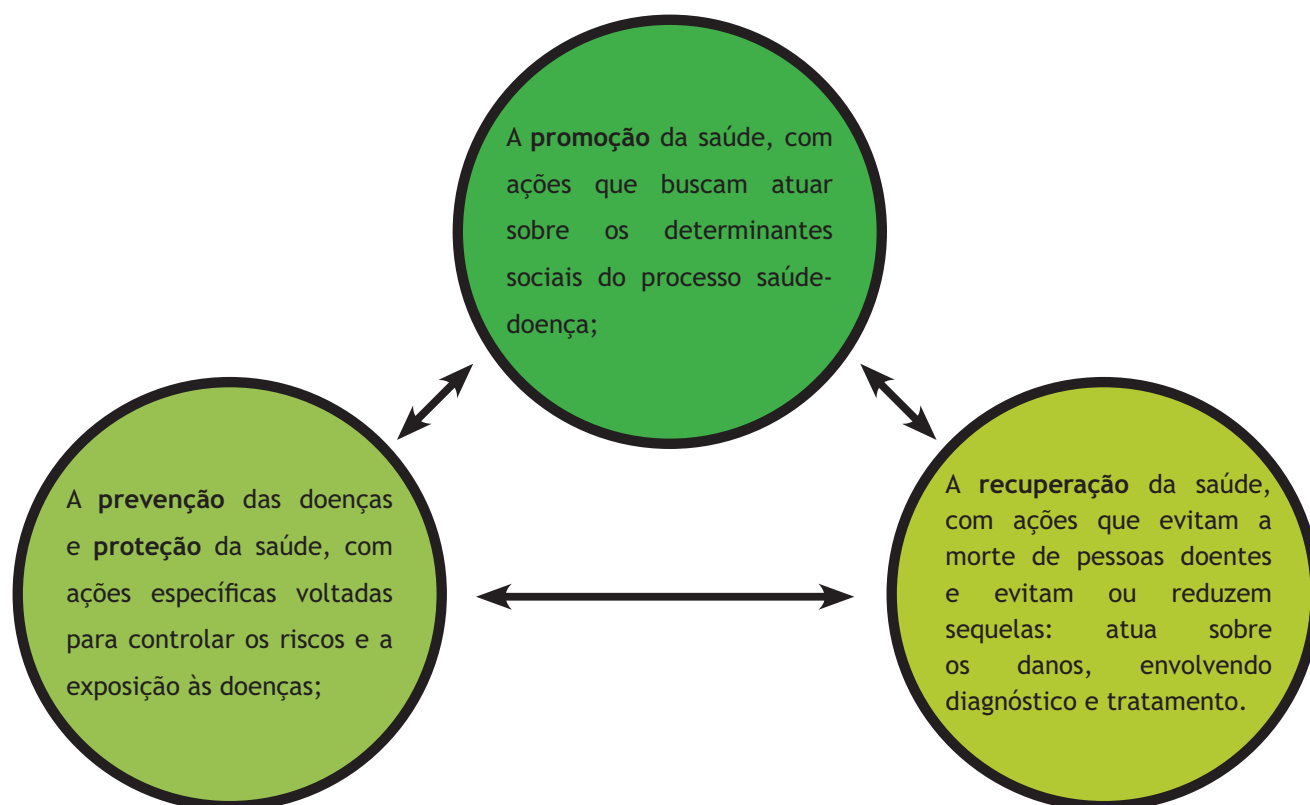 A promoção da saúde, com
ações que buscam atuar
sobre os determinantes
sociais do processo saúde-
doença;
A prevenção das doenças
e proteção da saúde, com
ações específicas voltadas
para controlar os riscos e a
exposição às doenças;
A recuperação da saúde,
com ações que evitam a
morte de pessoas doentes
e evitam ou reduzem
sequelas: atua sobre
os danos, envolvendo
diagnóstico e tratamento.